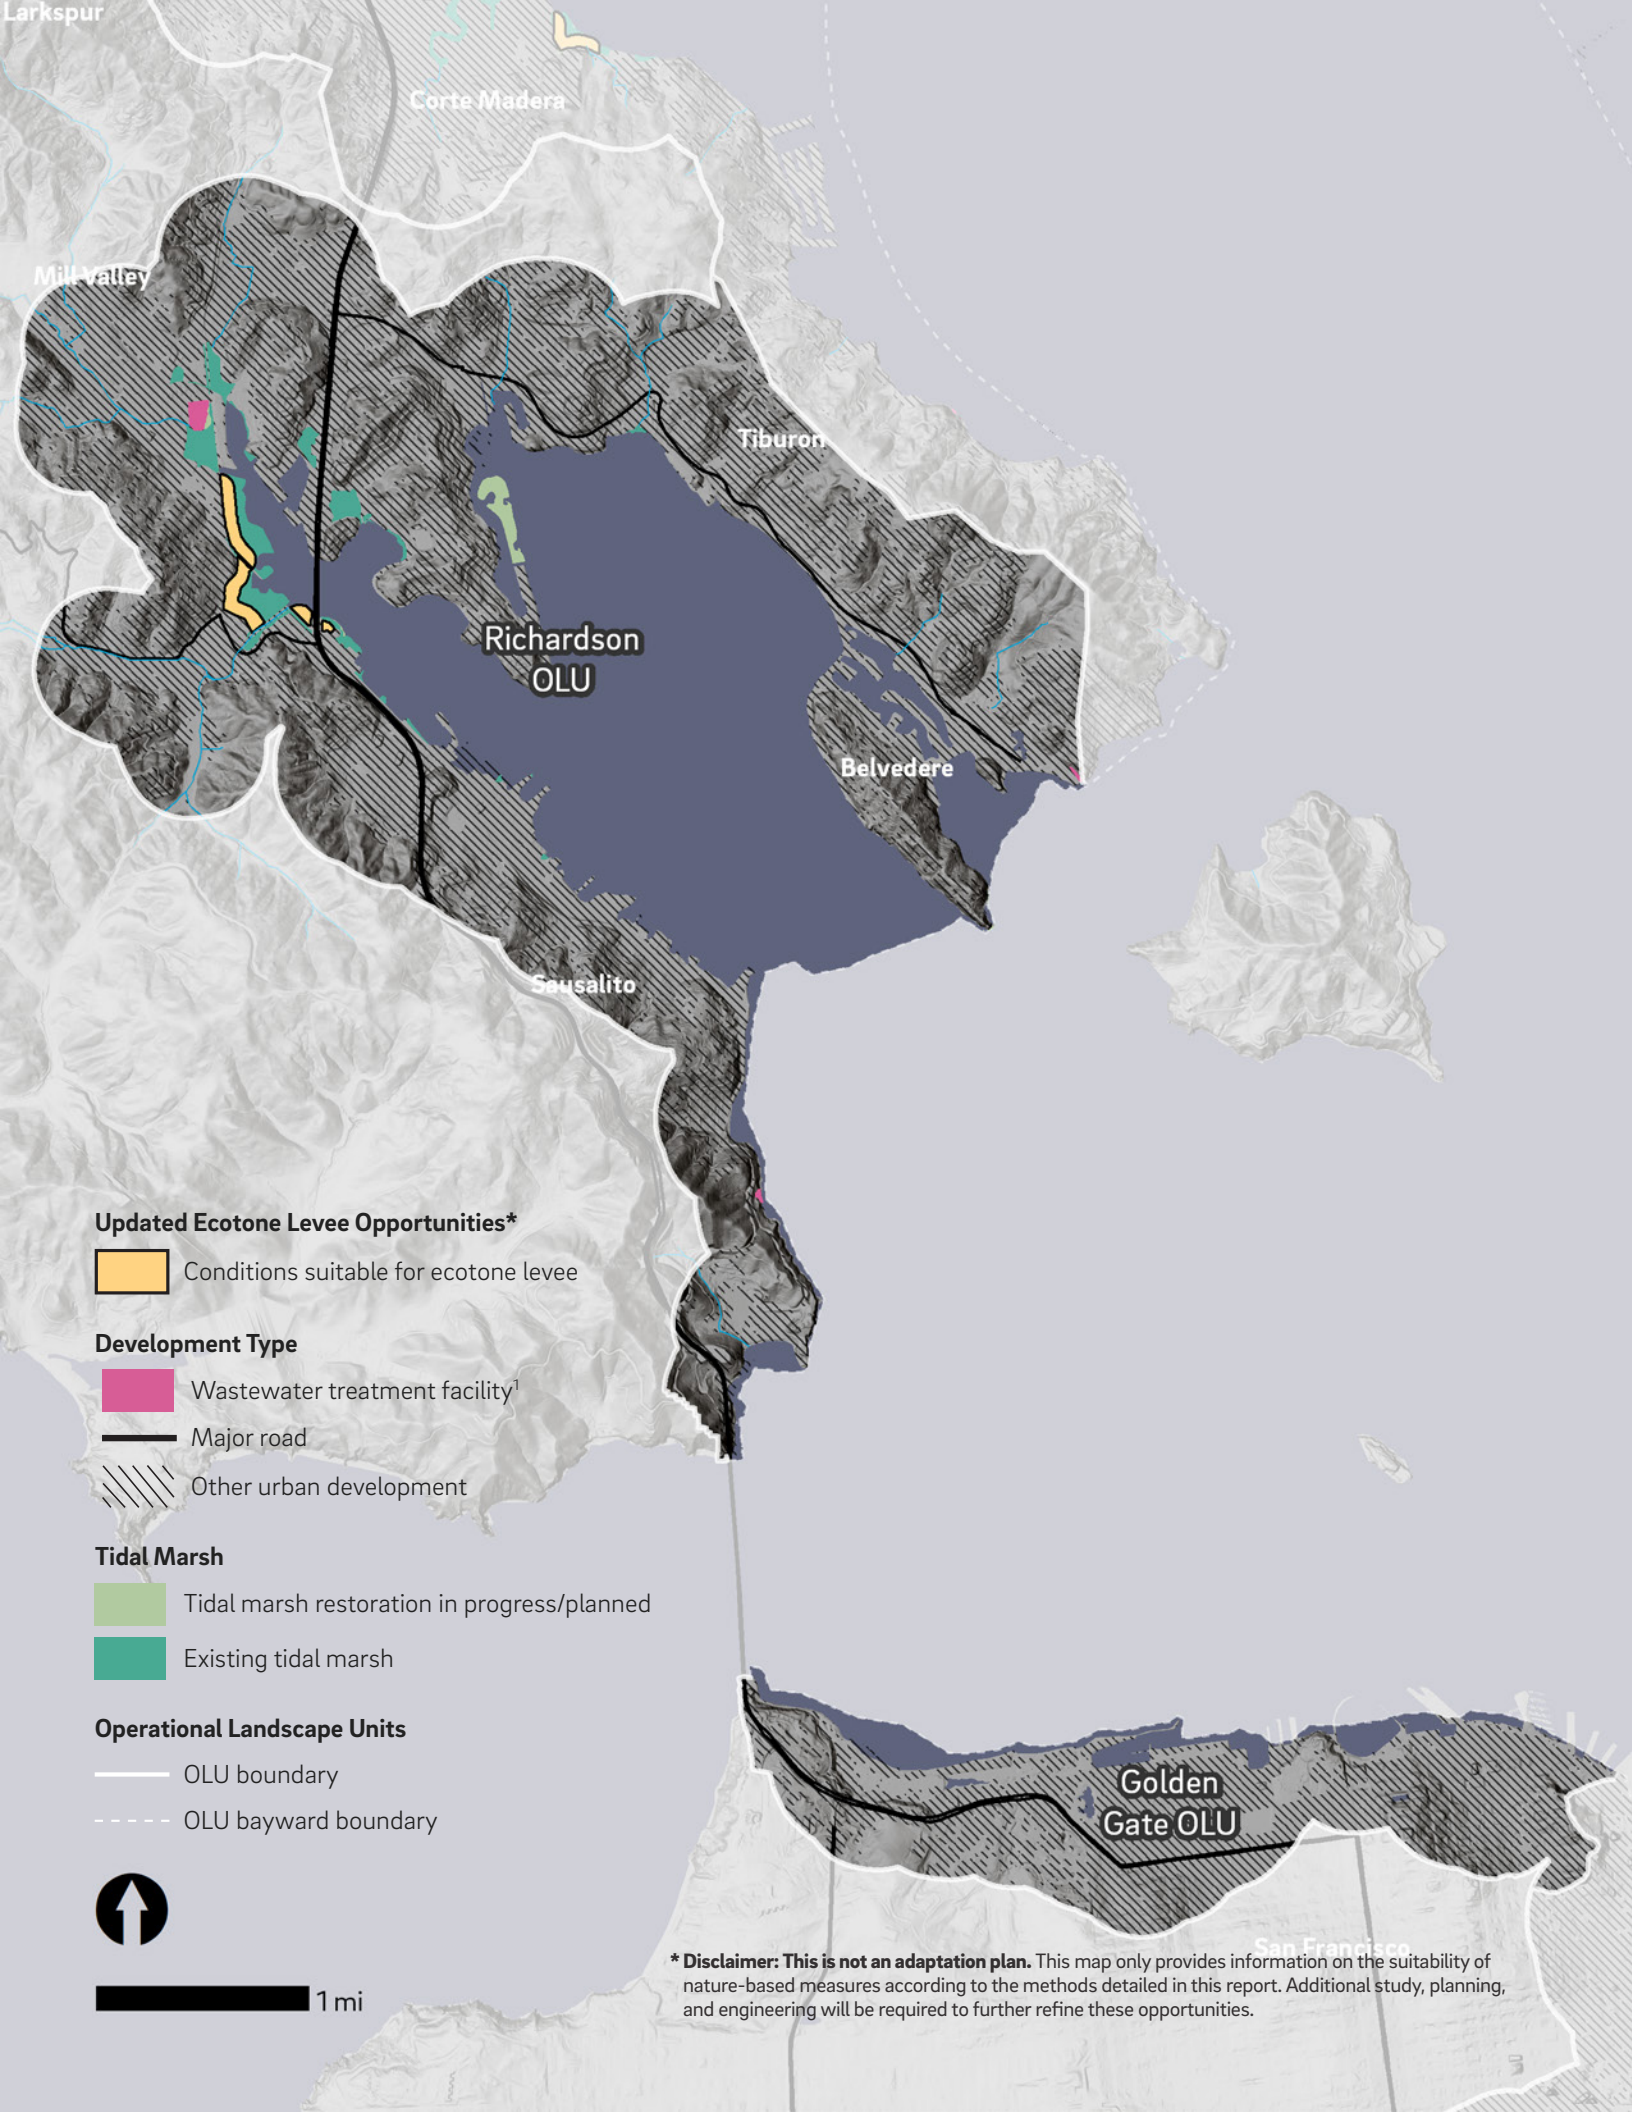 Larkspur
Corte Madera
Mill Valley
Tiburon
Richardson
OLU
Belvedere
Sausalito
Updated Ecotone Levee Opportunities*
Conditions suitable for ecotone levee
Development Type
Wastewater treatment facility¹
Major road
Other urban development
Tidal Marsh
Tidal marsh restoration in progress/planned
Existing tidal marsh
Operational Landscape Units
OLU boundary
OLU bayward boundary
1 mi
Golden
Gate OLU
San Francisco
* Disclaimer: This is not an adaptation plan. This map only provides information on the suitability of
nature-based measures according to the methods detailed in this report. Additional study, planning,
and engineering will be required to further refine these opportunities.